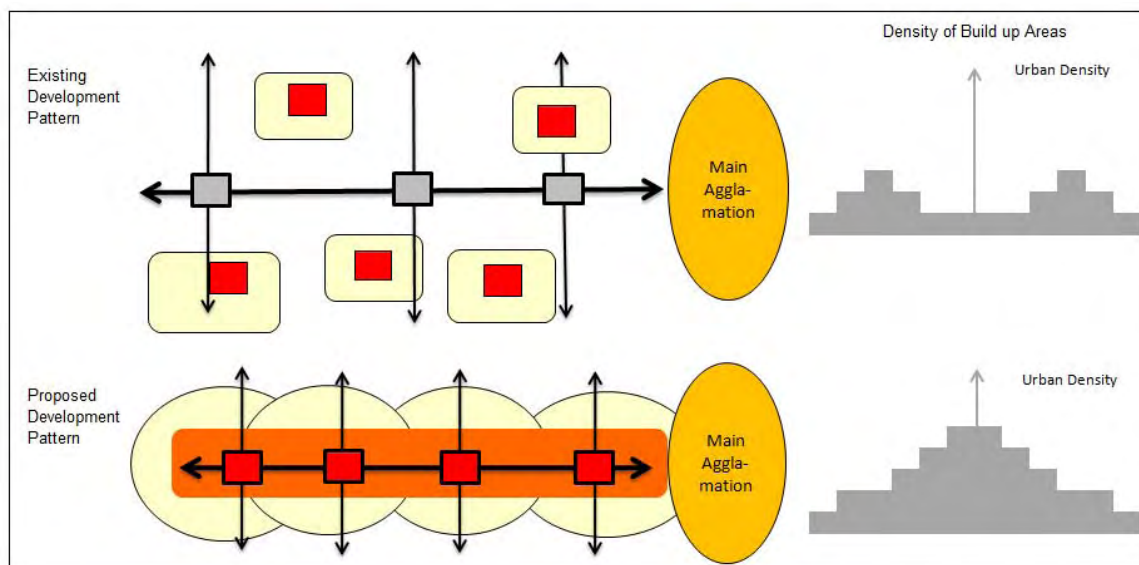 Existing
Development
Pattern
Main
Aggla-
mation
Density of Build up Areas
Urban Density
Proposed
Development
Pattern
Main
Aggla-
mation
Urban Density